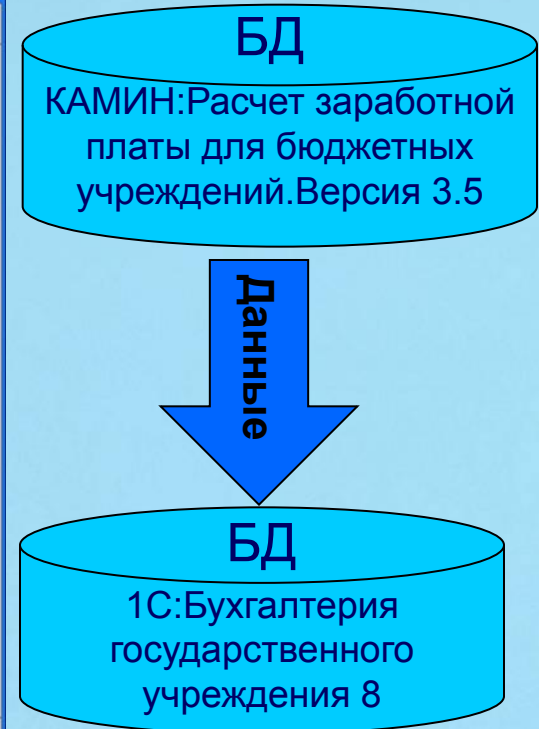 БД
КАМИН:Расчет заработной
платы для бюджетных
учреждений.Версия 3.5
Данные
БД
1С:Бухгалтерия
государственного
учреждения 8